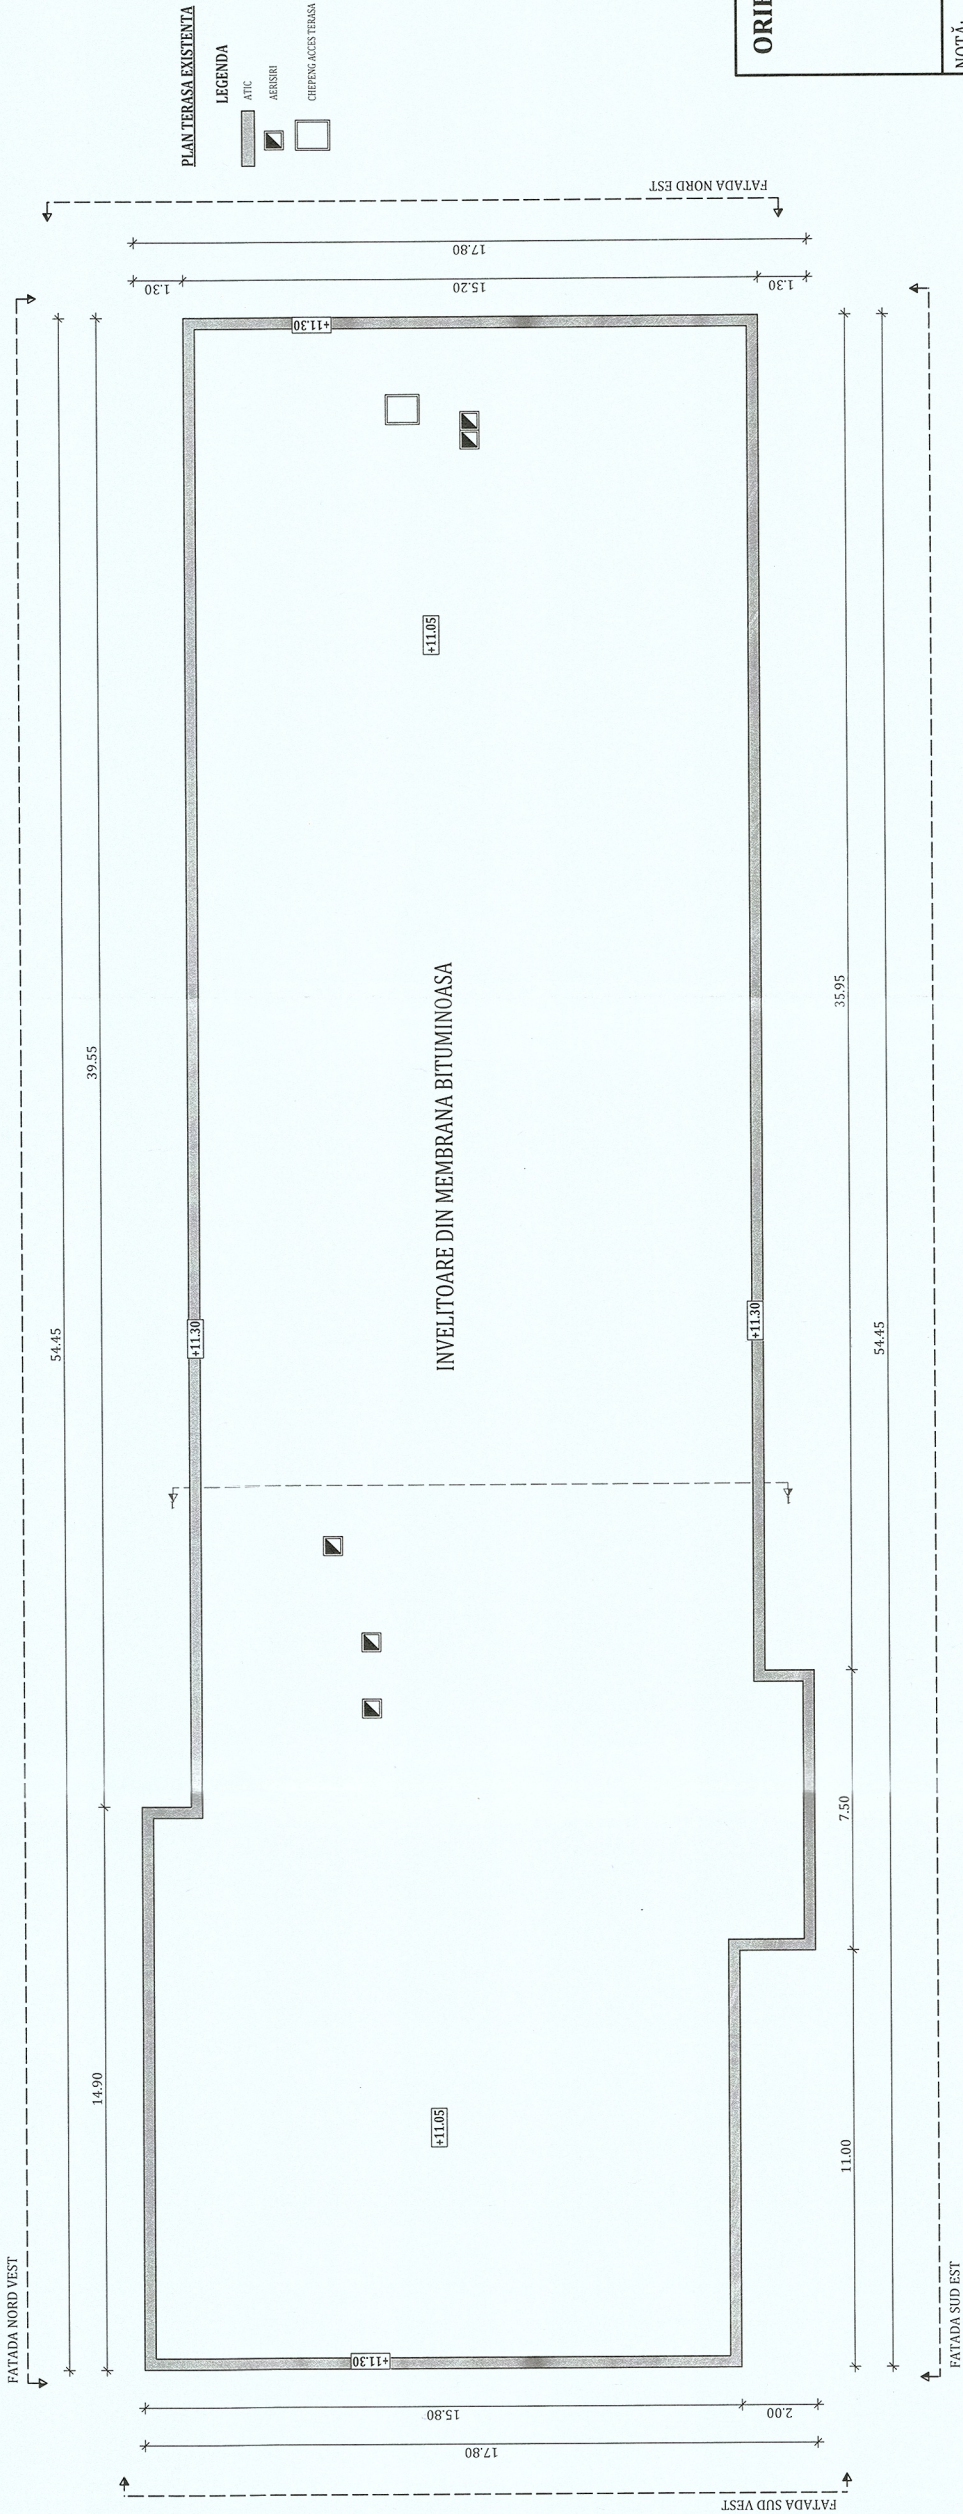 PLAN TERASA EXISTENTA
LEGENDA
ATIC
AERISIRI
CHEPENG ACCES TERASA
FATADA NORD VEST
54.45
39.55
14.90
FATADA NORD EST
17.80
1.30
15.20
1.30
+11.30
+11.05
INVELITOARE DIN MEMBRANA BITUMINOASA
+11.30
+11.30
+11.05
+11.30
35.95
7.50
11.00
54.45
FATADA SUD EST
15.80
2.00
17.80
FATADA SUD VEST
NOTĂ: